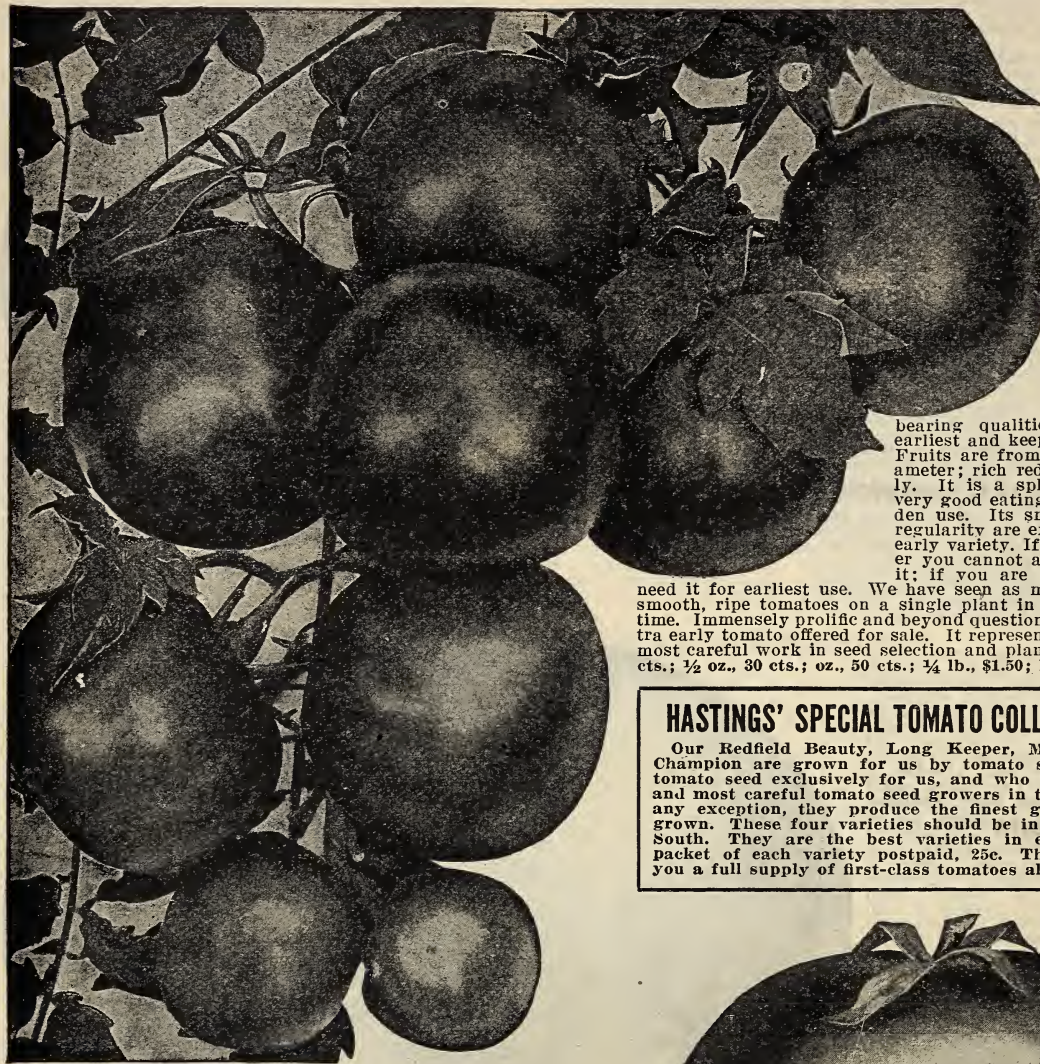 bearing qualitie
earliest and keep
Fruits are from
ameter; rich red
ly. It is a spl
very good eating
den use. Its sm
regularity are ex
early variety. If
er you cannot a
it; if you are
need it for earliest use. We have seen as m
smooth, ripe tomatoes on a single plant in
time. Immensely prolific and beyond question
tra early tomato offered for sale. It represen
most careful work in seed selection and plan
cts.; ½ oz., 30 cts.; oz., 50 cts.; ¼ lb., $1.50;
HASTINGS' SPECIAL TOMATO COLL
Our Redfield Beauty, Long Keeper, M
Champion are grown for us by tomato s
tomato seed exclusively for us, and who
and most careful tomato seed growers in t
any exception, they produce the finest g
grown. These four varieties should be in
South. They are the best varieties in e
packet of each variety postpaid, 25c. Th
you a full supply of first-class tomatoes al